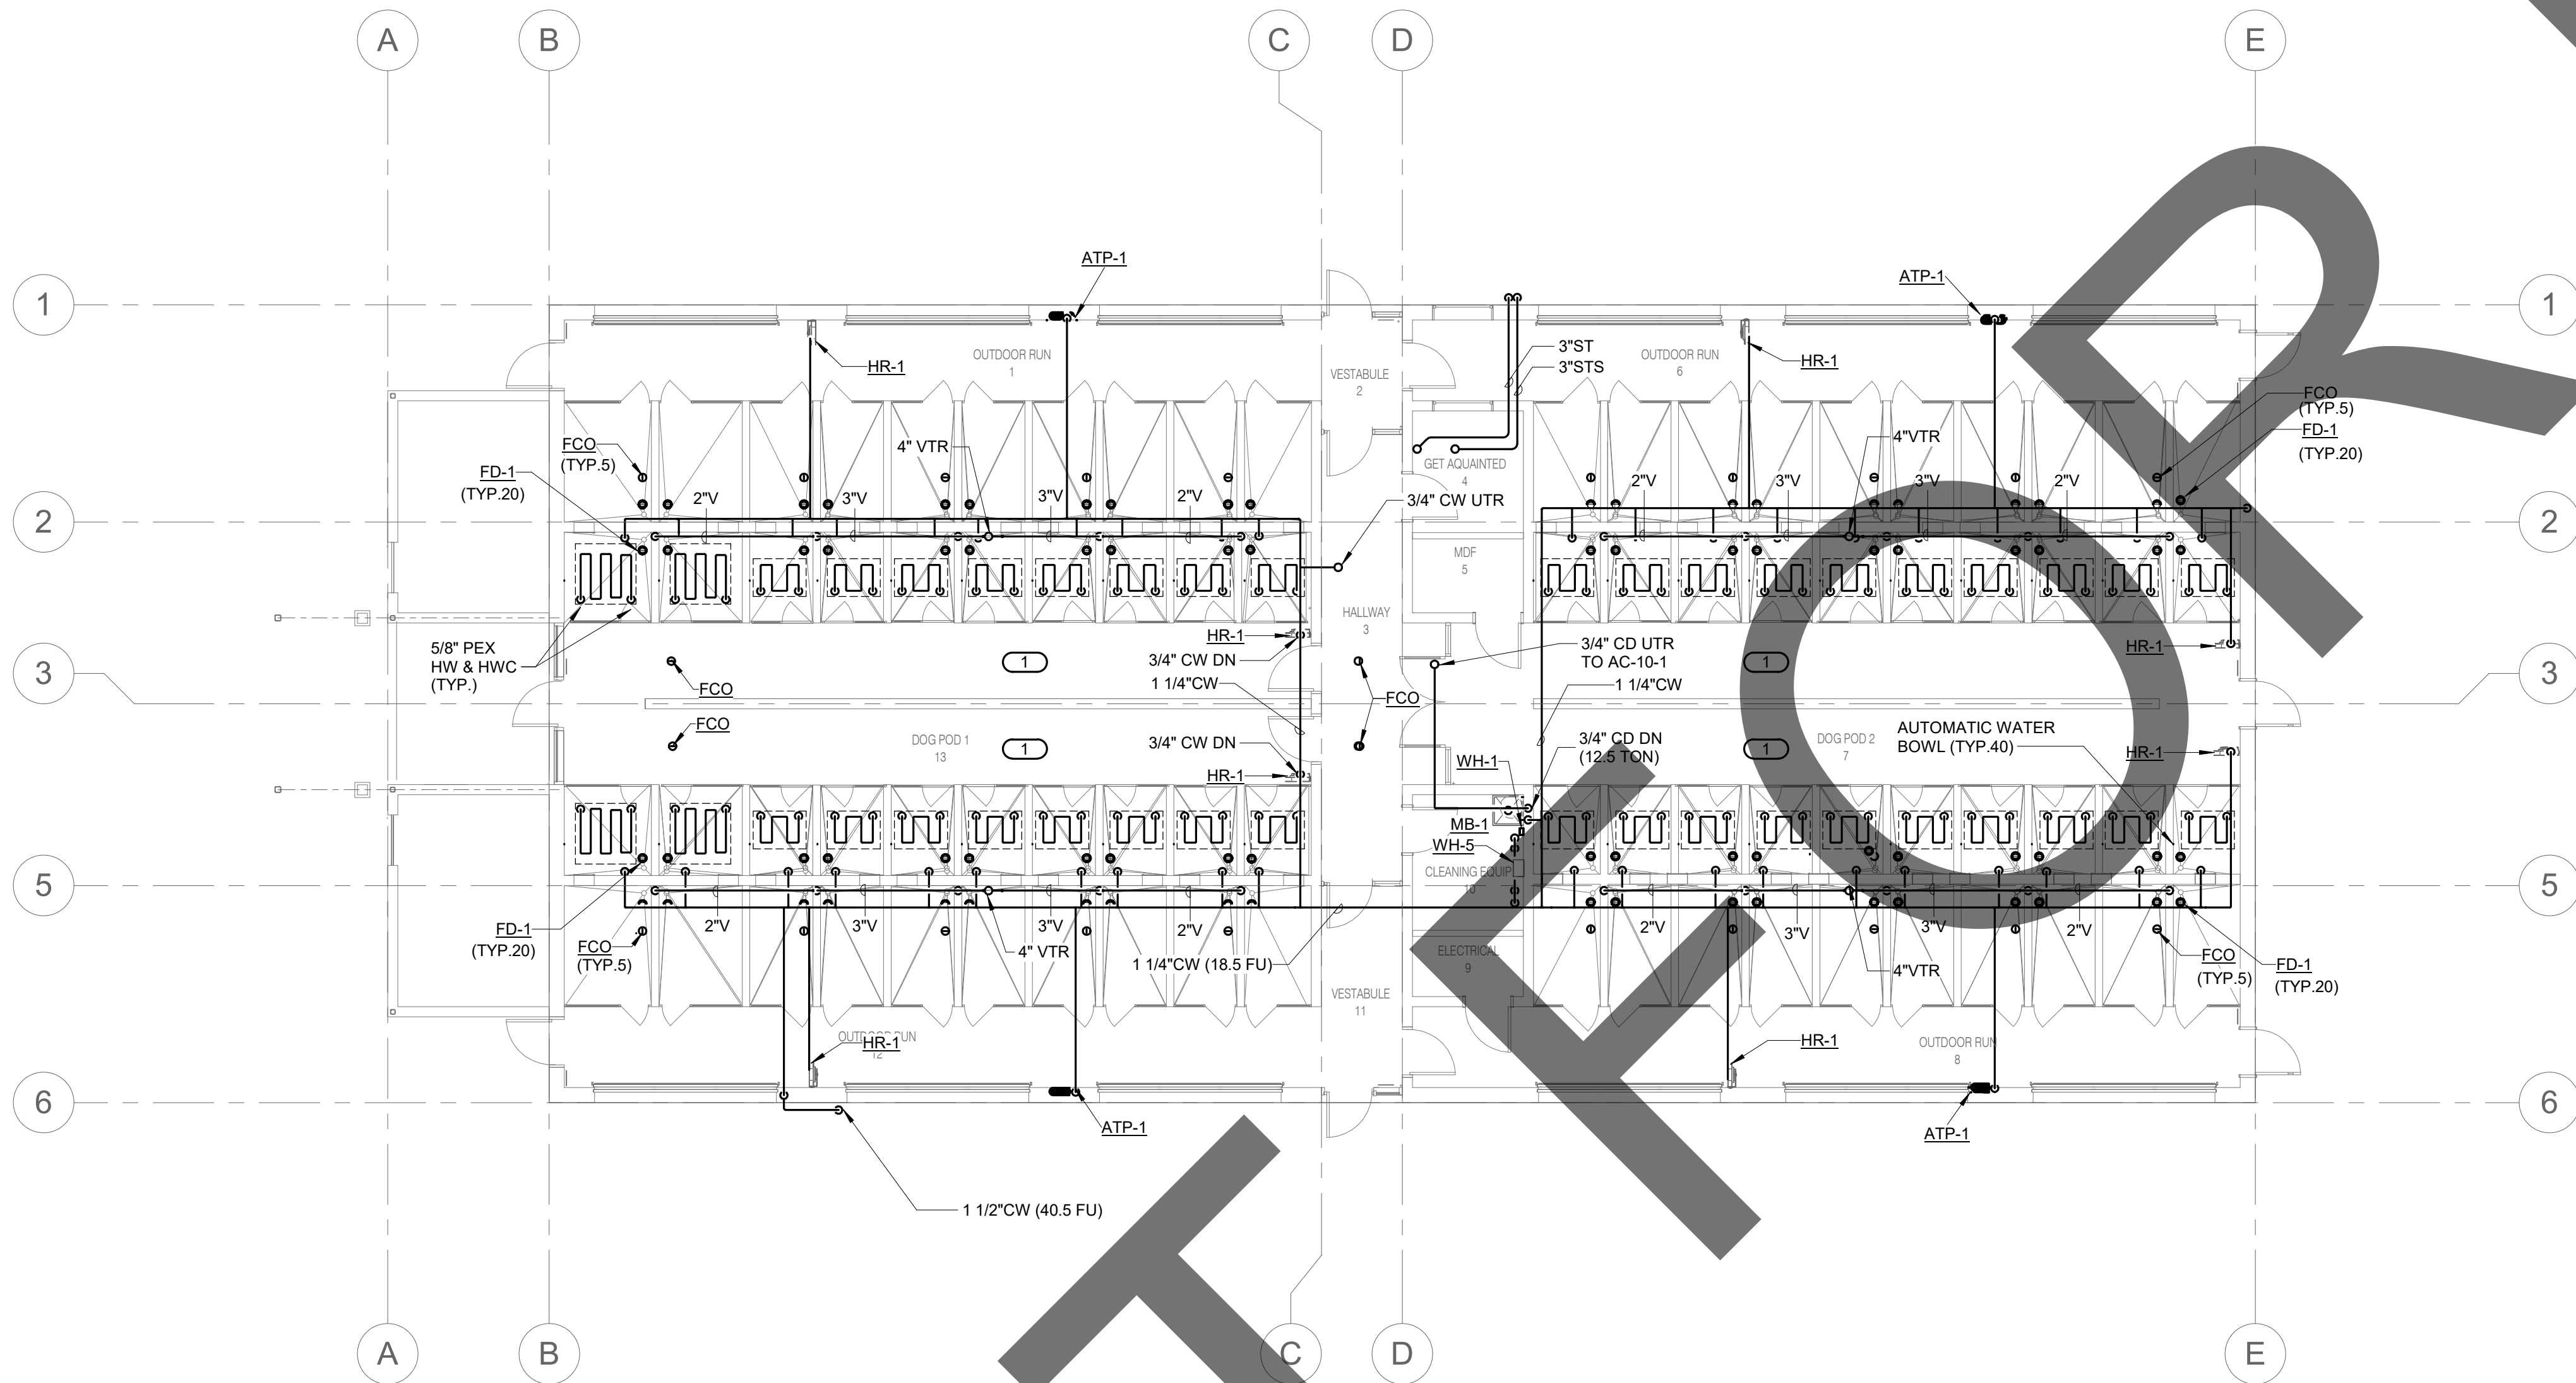 A
B
C
D
E
1
1
ATP-1
ATP-1
OUTDOOR RUN
1
HR-1
VESTABULE
2
3"ST
3"STS
OUTDOOR RUN
6
HR-1
FCO
(TYP.5)
FD-1
(TYP.20)
FCO
(TYP.5)
FD-1
(TYP.20)
4" VTR
GET AQUAINTED
4
4"VTR
2"V
3"V
3"V
2"V
3/4" CW UTR
2"V
3"V
3"V
2"V
2
2
MDF
5
HALLWAY
3
5/8" PEX
HW & HWC
(TYP.)
HR-1
3/4" CW DN
1 1/4"CW
3/4" CD UTR
TO AC-10-1
1 1/4"CW
HR-1
3
3
1
1
FCO
FCO
FCO
DOG POD 1
13
1
3/4" CW DN
HR-1
WH-1
3/4" CD DN
(12.5 TON)
1
DOG POD 2
7
AUTOMATIC WATER
BOWL (TYP.40)
HR-1
MB-1
WH-5
CLEANING EQUIP
10
5
5
FD-1
(TYP.20)
FCO
(TYP.5)
2"V
3"V
3"V
2"V
4" VTR
1 1/4"CW (18.5 FU)
ELECTRICAL
9
2"V
3"V
3"V
2"V
4"VTR
FCO
(TYP.5)
FD-1
(TYP.20)
VESTABULE
11
OUTDOOR RUN
12
HR-1
HR-1
OUTDOOR RUN
8
6
6
ATP-1
ATP-1
1 1/2"CW (40.5 FU)
A
B
C
D
E